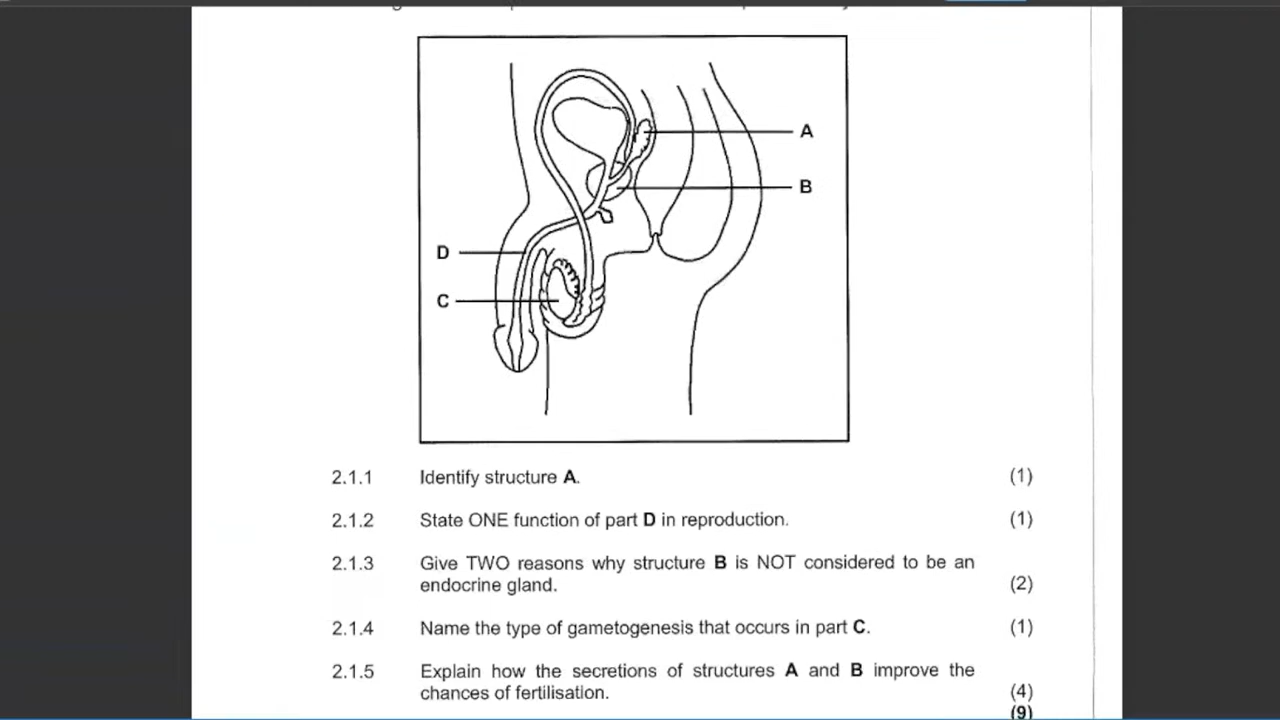 A
B
D
C
2.1.1 Identify structure A. (1)
2.1.2 State ONE function of part D in reproduction. (1)
2.1.3 Give TWO reasons why structure B is NOT considered to be an
endocrine gland. (2)
2.1.4 Name the type of gametogenesis that occurs in part C. (1)
2.1.5 Explain how the secretions of structures A and B improve the
chances of fertilisation. (4)
(9)